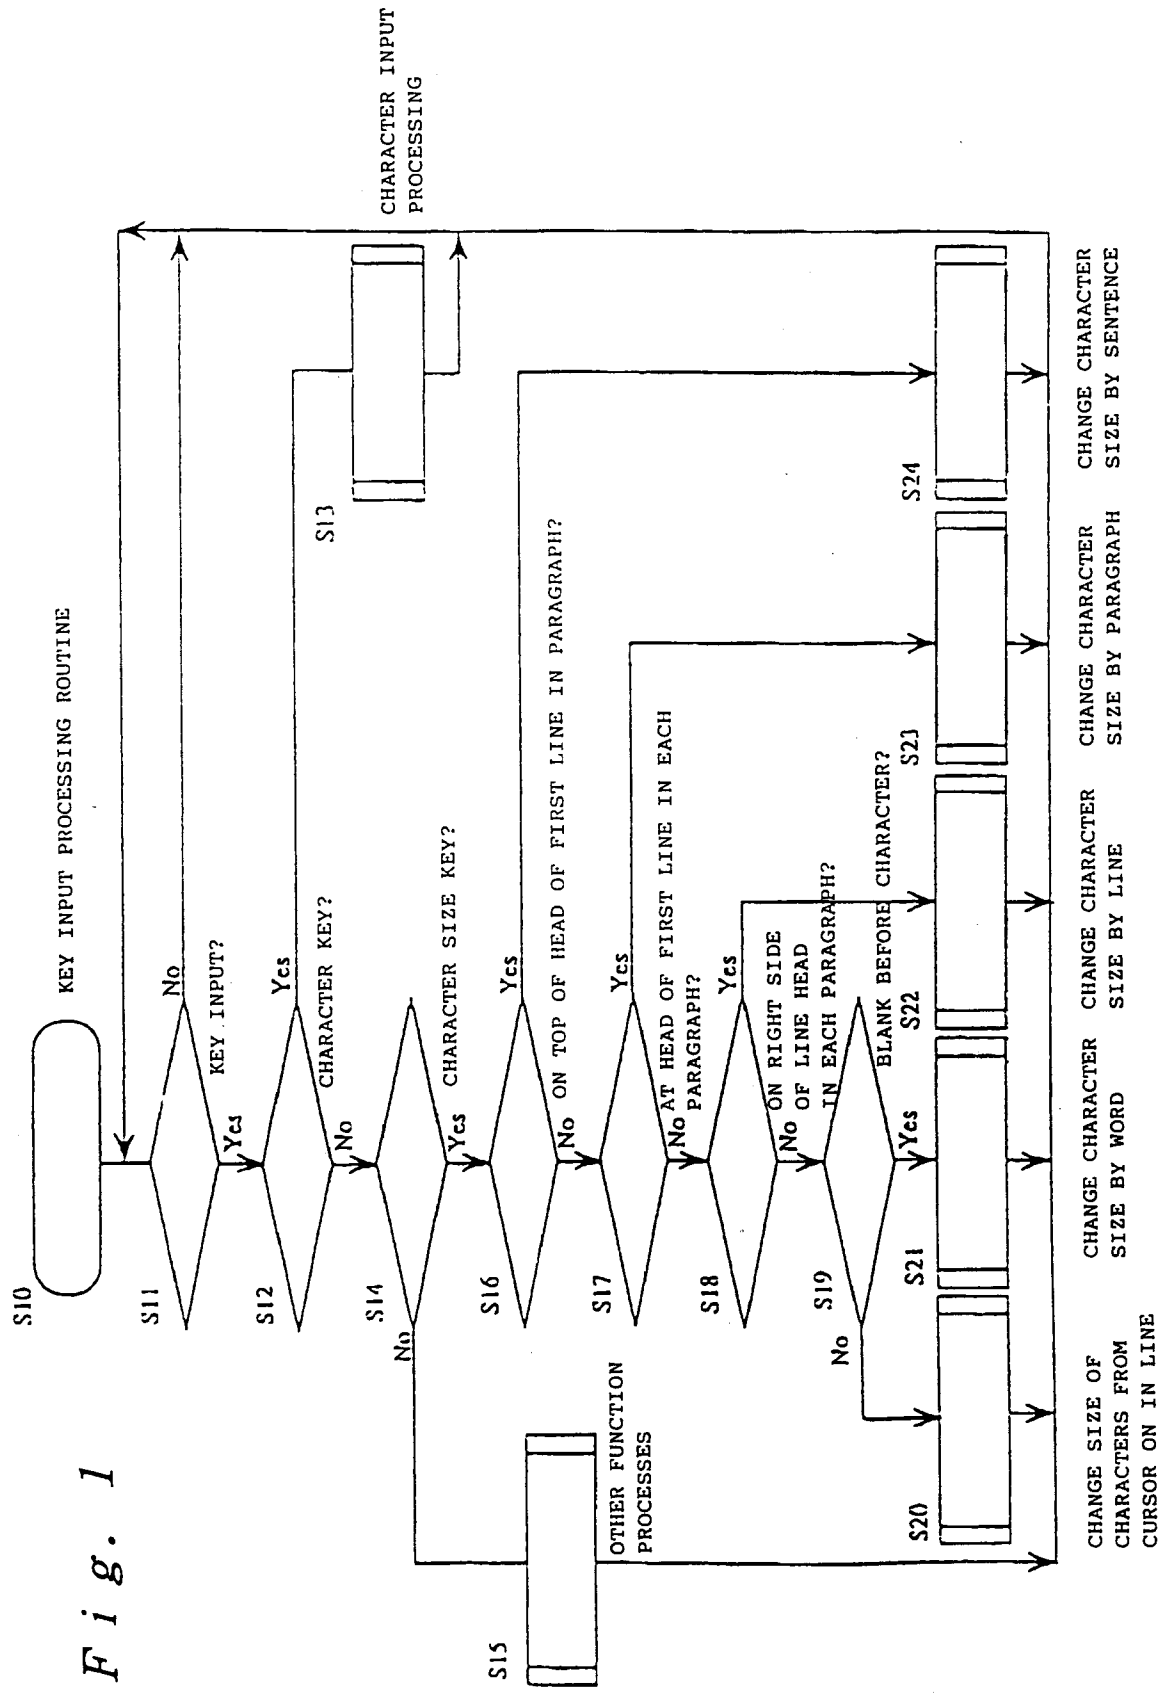 Fig. 1
S10
KEY INPUT PROCESSING ROUTINE
S11
No
KEY INPUT?
Yes
S12
Yes
CHARACTER KEY?
No
S13
CHARACTER INPUT
PROCESSING
S14
No
CHARACTER SIZE KEY?
Yes
S15
OTHER FUNCTION
PROCESSES
S16
Yes
ON TOP OF HEAD OF FIRST LINE IN PARAGRAPH?
No
S17
Yes
AT HEAD OF FIRST LINE IN EACH
PARAGRAPH?
No
S18
Yes
ON RIGHT SIDE
OF LINE HEAD
IN EACH PARAGRAPH?
No
S19
No
BLANK BEFORE CHARACTER?
Yes
S20
S21
S22
S23
S24
CHANGE SIZE OF
CHARACTERS FROM
CURSOR ON IN LINE
CHANGE CHARACTER
SIZE BY WORD
CHANGE CHARACTER
SIZE BY LINE
CHANGE CHARACTER
SIZE BY PARAGRAPH
CHANGE CHARACTER
SIZE BY SENTENCE